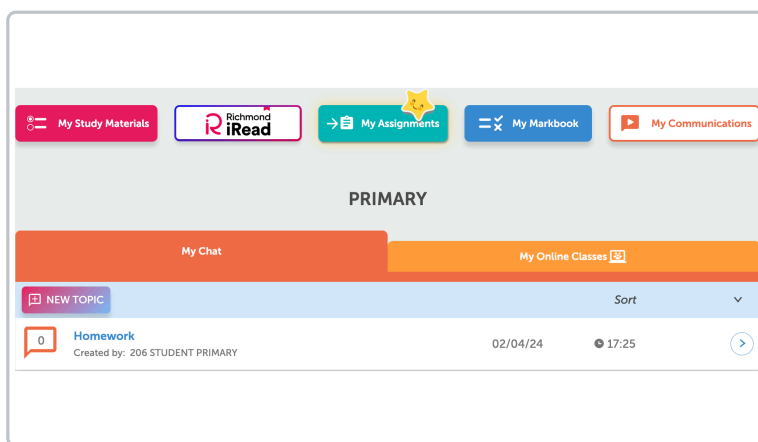 My Study Materials
Richmond
iRead
My Assignments
My Markbook
My Communications
PRIMARY
My Chat
My Online Classes
NEW TOPIC
Sort
0
Homework
Created by: 206 STUDENT PRIMARY
02/04/24
17:25